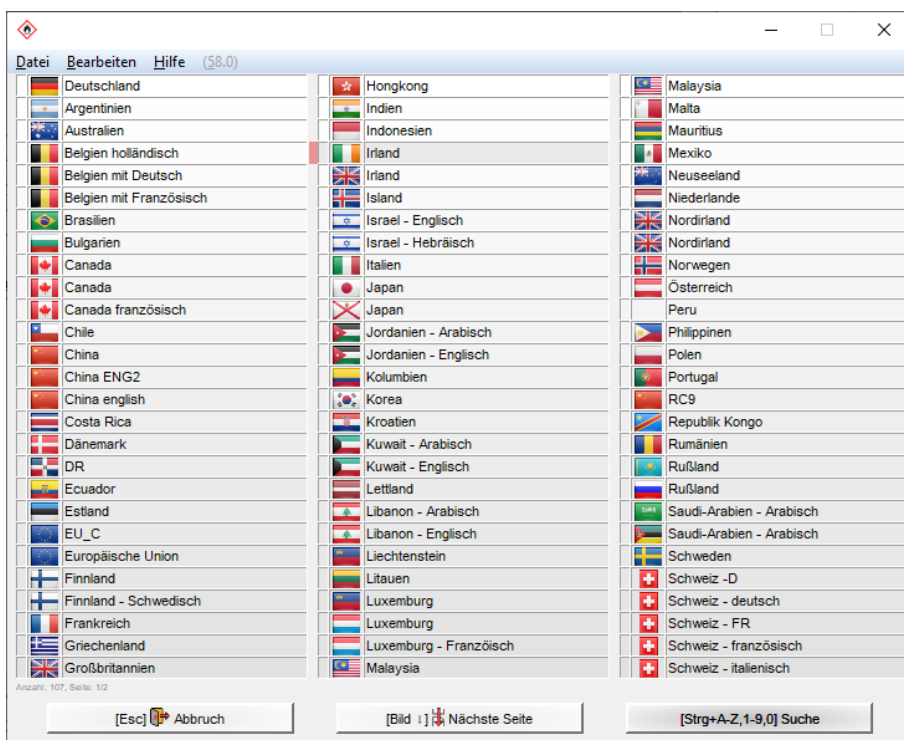 Datei Bearbeiten Hilfe (58.0)
Deutschland
Argentinien
Australien
Belgien holländisch
Belgien mit Deutsch
Belgien mit Französisch
Brasilien
Bulgarien
Canada
Canada
Canada französisch
Chile
China
China ENG2
China english
Costa Rica
Dänemark
DR
Ecuador
Estland
EU_C
Europäische Union
Finnland
Finnland - Schwedisch
Frankreich
Griechenland
Großbritannien
Hongkong
Indien
Indonesien
Irland
Irland
Island
Israel - Englisch
Israel - Hebräisch
Italien
Japan
Japan
Jordanien - Arabisch
Jordanien - Englisch
Kolumbien
Korea
Kroatien
Kuwait - Arabisch
Kuwait - Englisch
Lettland
Libanon - Arabisch
Libanon - Englisch
Liechtenstein
Litauen
Luxemburg
Luxemburg
Luxemburg - Franzöisch
Malaysia
Malaysia
Malta
Mauritius
Mexiko
Neuseeland
Niederlande
Nordirland
Nordirland
Norwegen
Österreich
Peru
Philippinen
Polen
Portugal
RC9
Republik Kongo
Rumänien
Rußland
Rußland
Saudi-Arabien - Arabisch
Saudi-Arabien - Arabisch
Schweden
Schweiz -D
Schweiz - deutsch
Schweiz - FR
Schweiz - französisch
Schweiz - italienisch
Anzahl: 107, Seite: 1/2
[Esc] Abbruch
[Bild ↓] Nächste Seite
[Strg+A-Z,1-9,0] Suche